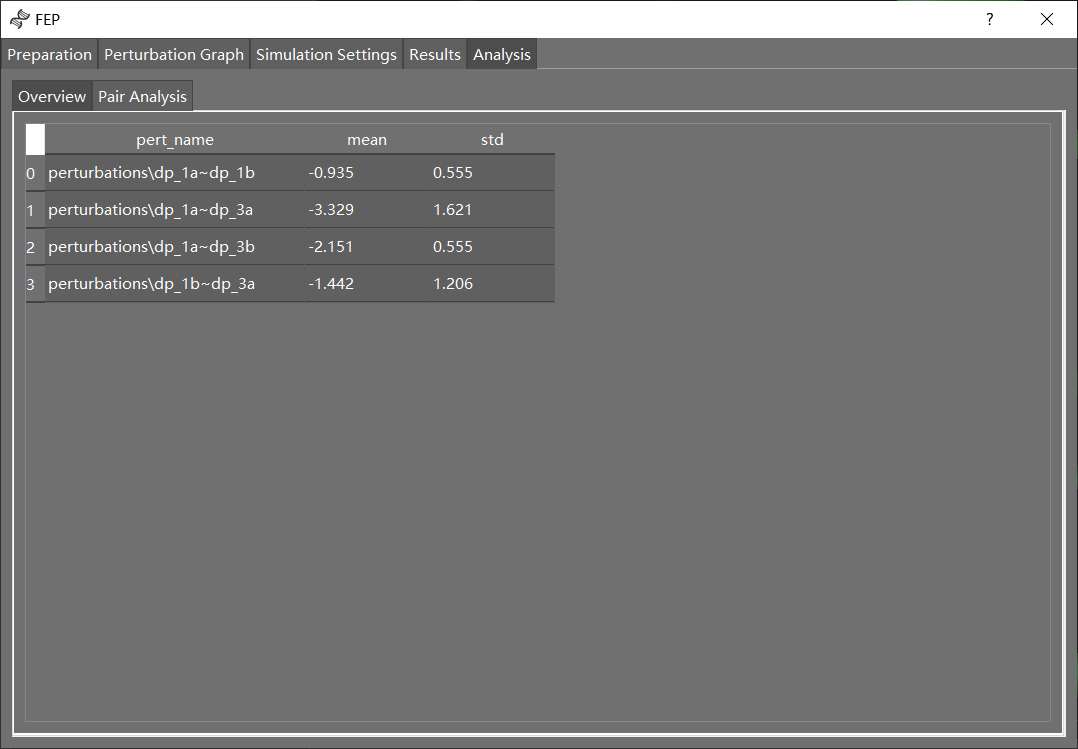 FEP ?
Preparation Perturbation Graph Simulation Settings Results Analysis
Overview Pair Analysis
pert_name mean std
0 perturbations\dp_1a~dp_1b -0.935 0.555
1 perturbations\dp_1a~dp_3a -3.329 1.621
2 perturbations\dp_1a~dp_3b -2.151 0.555
3 perturbations\dp_1b~dp_3a -1.442 1.206